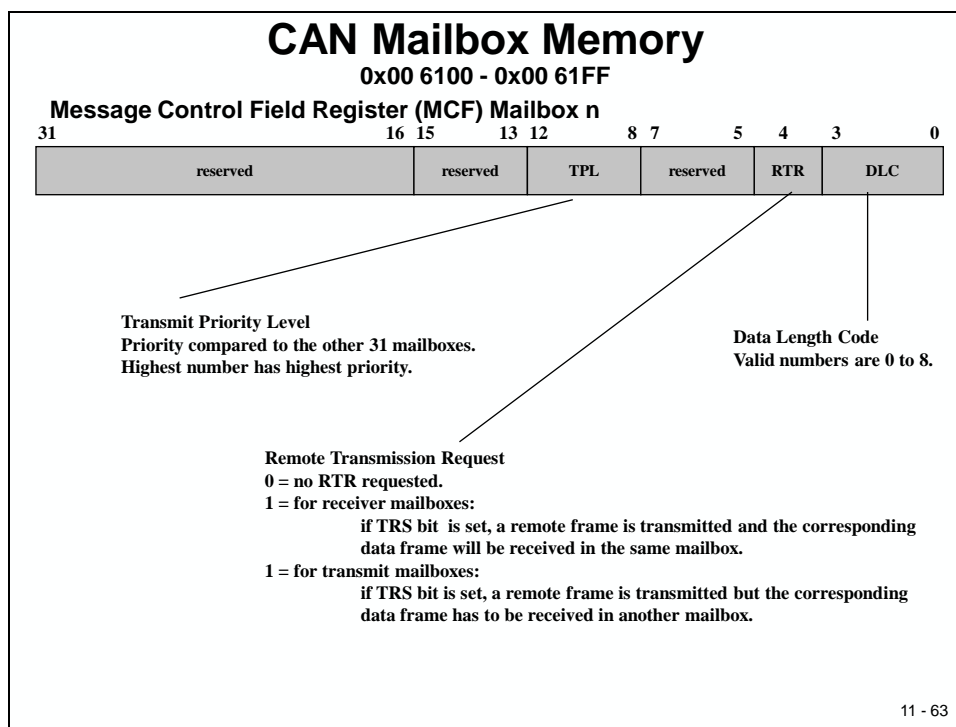 CAN Mailbox Memory
0x00 6100 - 0x00 61FF
Message Control Field Register (MCF) Mailbox n
31 16 15 13 12 8 7 5 4 3 0
reserved reserved TPL reserved RTR DLC
Transmit Priority Level
Priority compared to the other 31 mailboxes.
Highest number has highest priority.
Data Length Code
Valid numbers are 0 to 8.
Remote Transmission Request
0 = no RTR requested.
1 = for receiver mailboxes:
if TRS bit is set, a remote frame is transmitted and the corresponding
data frame will be received in the same mailbox.
1 = for transmit mailboxes:
if TRS bit is set, a remote frame is transmitted but the corresponding
data frame has to be received in another mailbox.
11 - 63